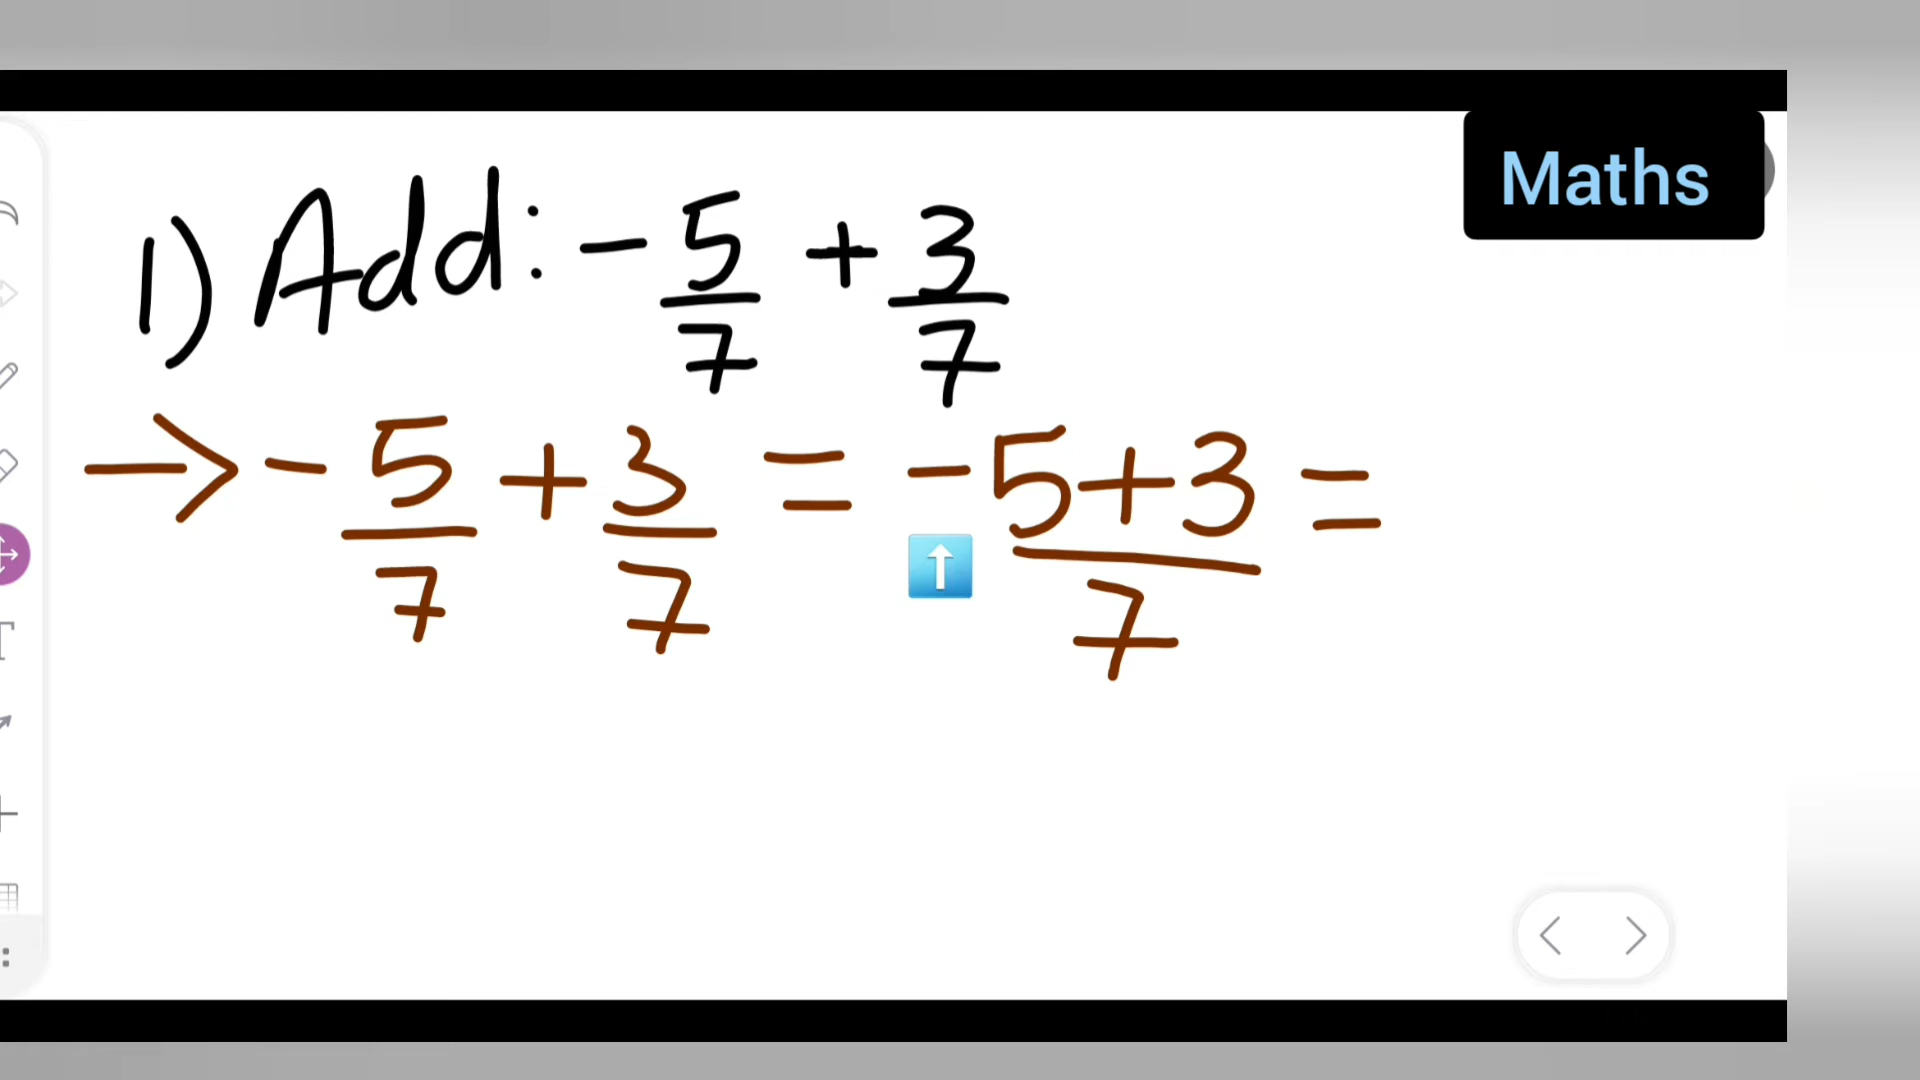 Maths
1) Add: -5/7 + 3/7
→ -5/7 + 3/7 = -5+3/7 =